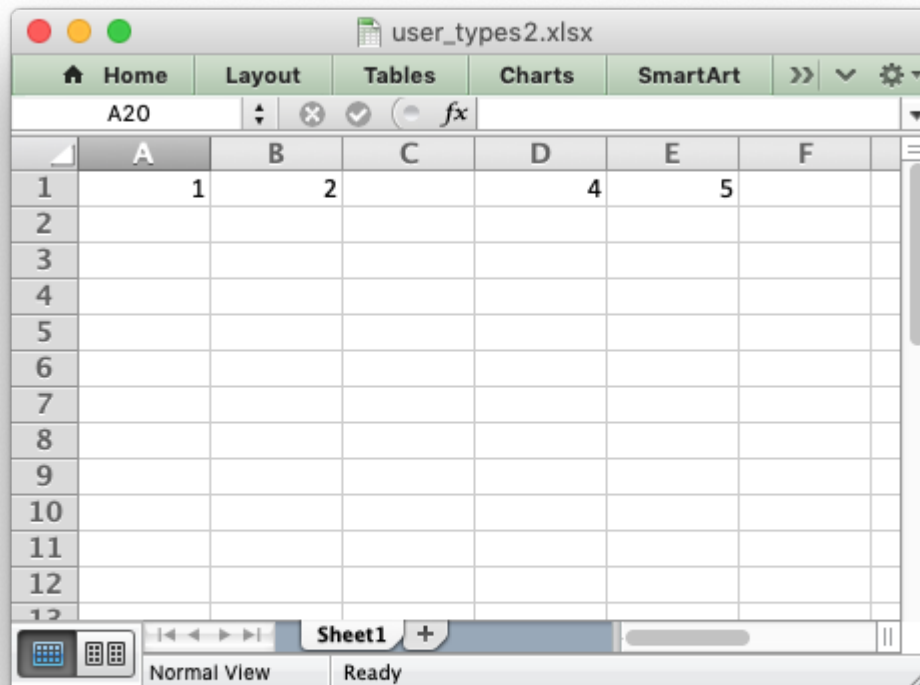 user_types2.xlsx
Home Layout Tables Charts SmartArt
A20 fx
A B C D E F
1 1 2 4 5
2
3
4
5
6
7
8
9
10
11
12
13
Sheet1 +
Normal View Ready